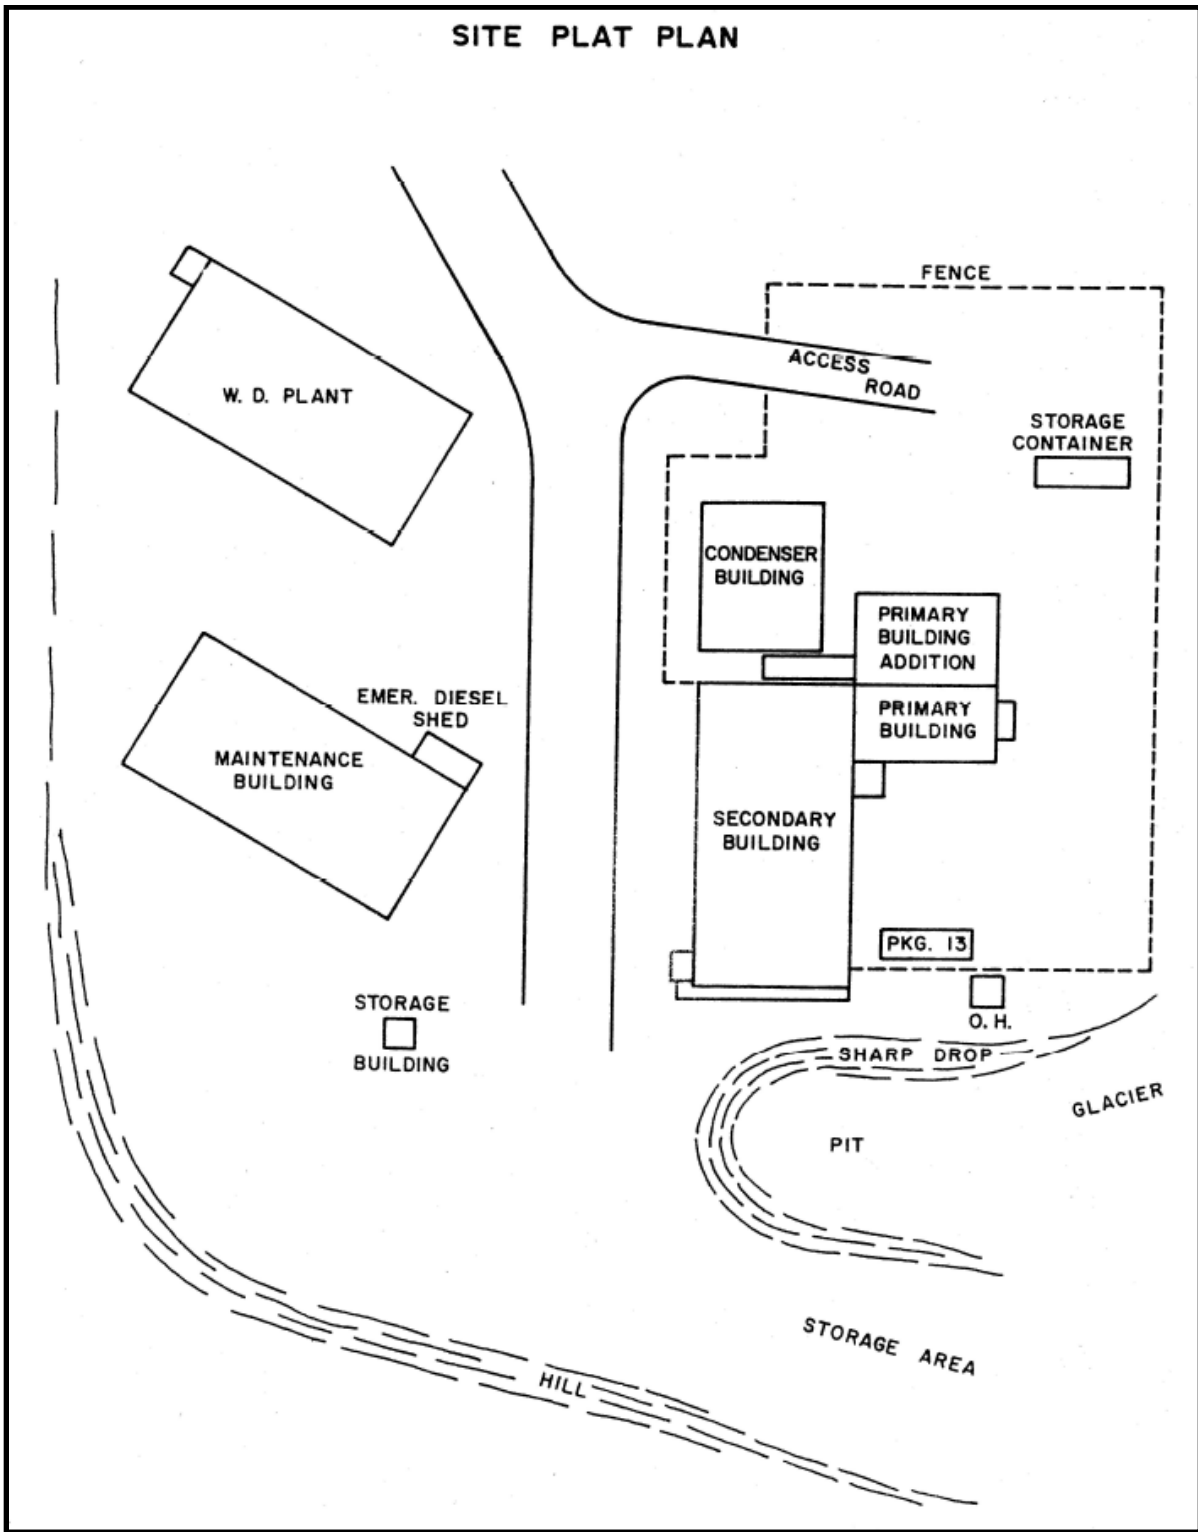 SITE PLAT PLAN
FENCE
ACCESS
ROAD
W. D. PLANT
STORAGE
CONTAINER
CONDENSER
BUILDING
PRIMARY
BUILDING
ADDITION
EMER. DIESEL
SHED
PRIMARY
BUILDING
MAINTENANCE
BUILDING
SECONDARY
BUILDING
PKG. 13
STORAGE
BUILDING
O. H.
SHARP DROP
GLACIER
PIT
STORAGE AREA
HILL